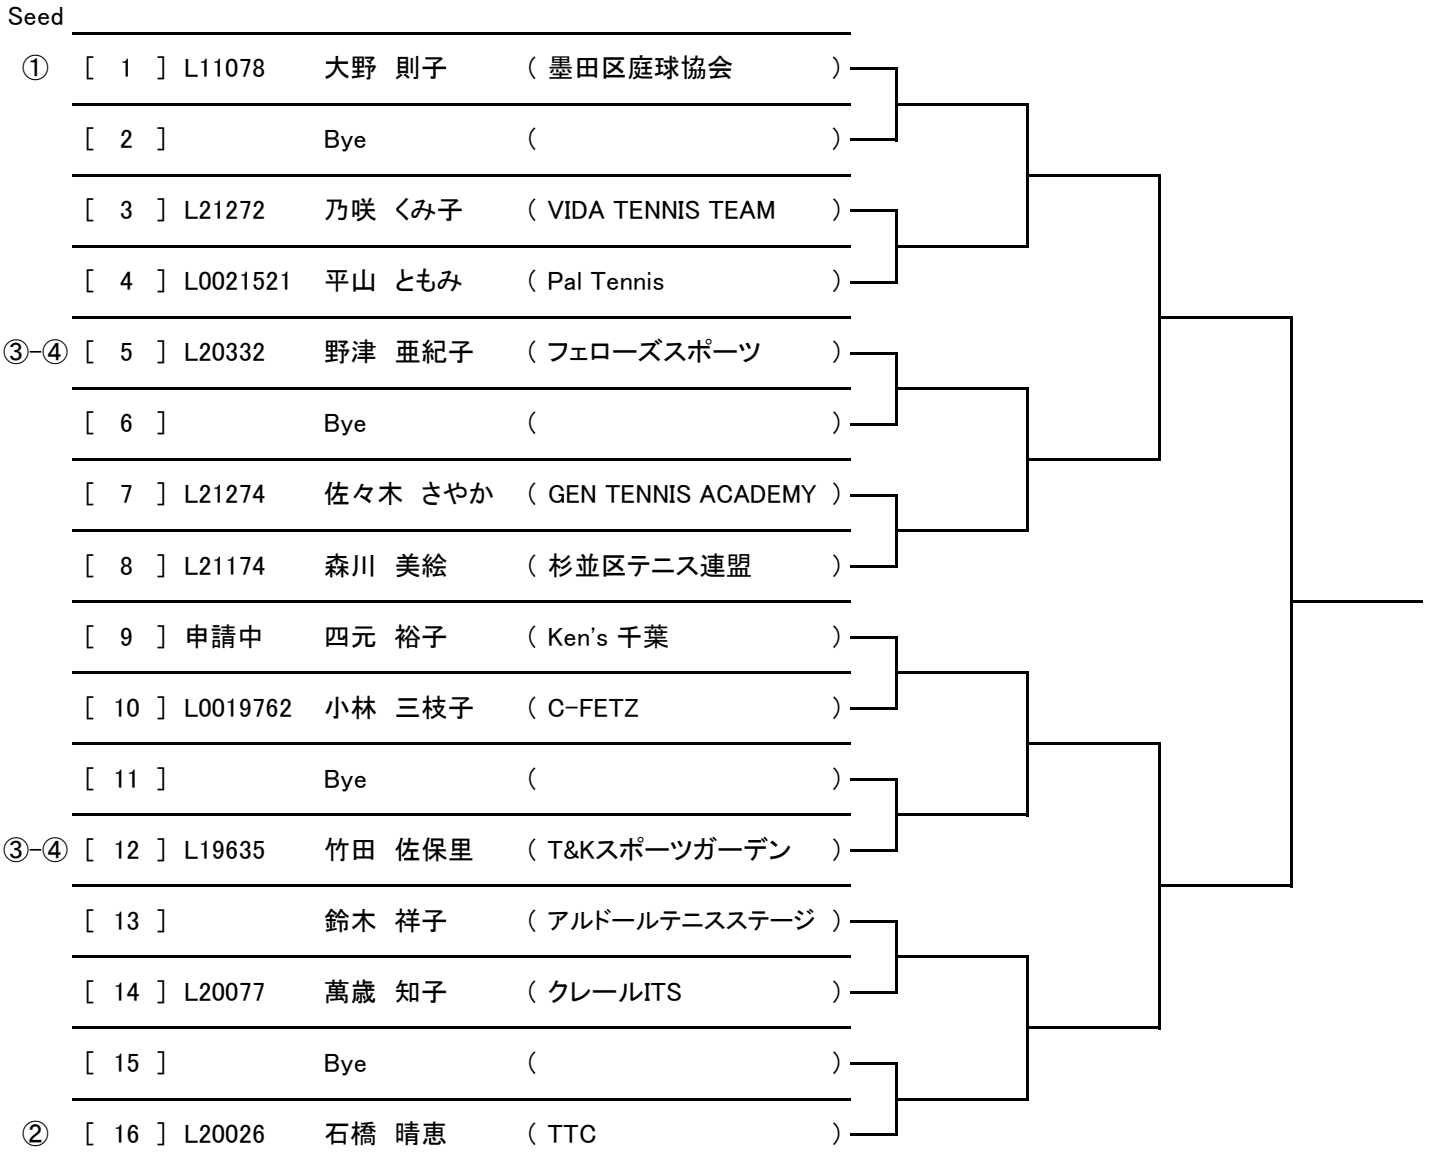 Seed
① [ 1 ] L11078 大野 則子 ( 墨田区庭球協会 )
[ 2 ] Bye ( )
[ 3 ] L21272 乃咲 くみ子 ( VIDA TENNIS TEAM )
[ 4 ] L0021521 平山 ともみ ( Pal Tennis )
③-④ [ 5 ] L20332 野津 亜紀子 ( フェローズスポーツ )
[ 6 ] Bye ( )
[ 7 ] L21274 佐々木 さやか ( GEN TENNIS ACADEMY )
[ 8 ] L21174 森川 美絵 ( 杉並区テニス連盟 )
[ 9 ] 申請中 四元 裕子 ( Ken's 千葉 )
[ 10 ] L0019762 小林 三枝子 ( C-FETZ )
[ 11 ] Bye ( )
③-④ [ 12 ] L19635 竹田 佐保里 ( T&Kスポーツガーデン )
[ 13 ] 鈴木 祥子 ( アルドールテニスステージ )
[ 14 ] L20077 萬歳 知子 ( クレールITS )
[ 15 ] Bye ( )
② [ 16 ] L20026 石橋 晴恵 ( TTC )